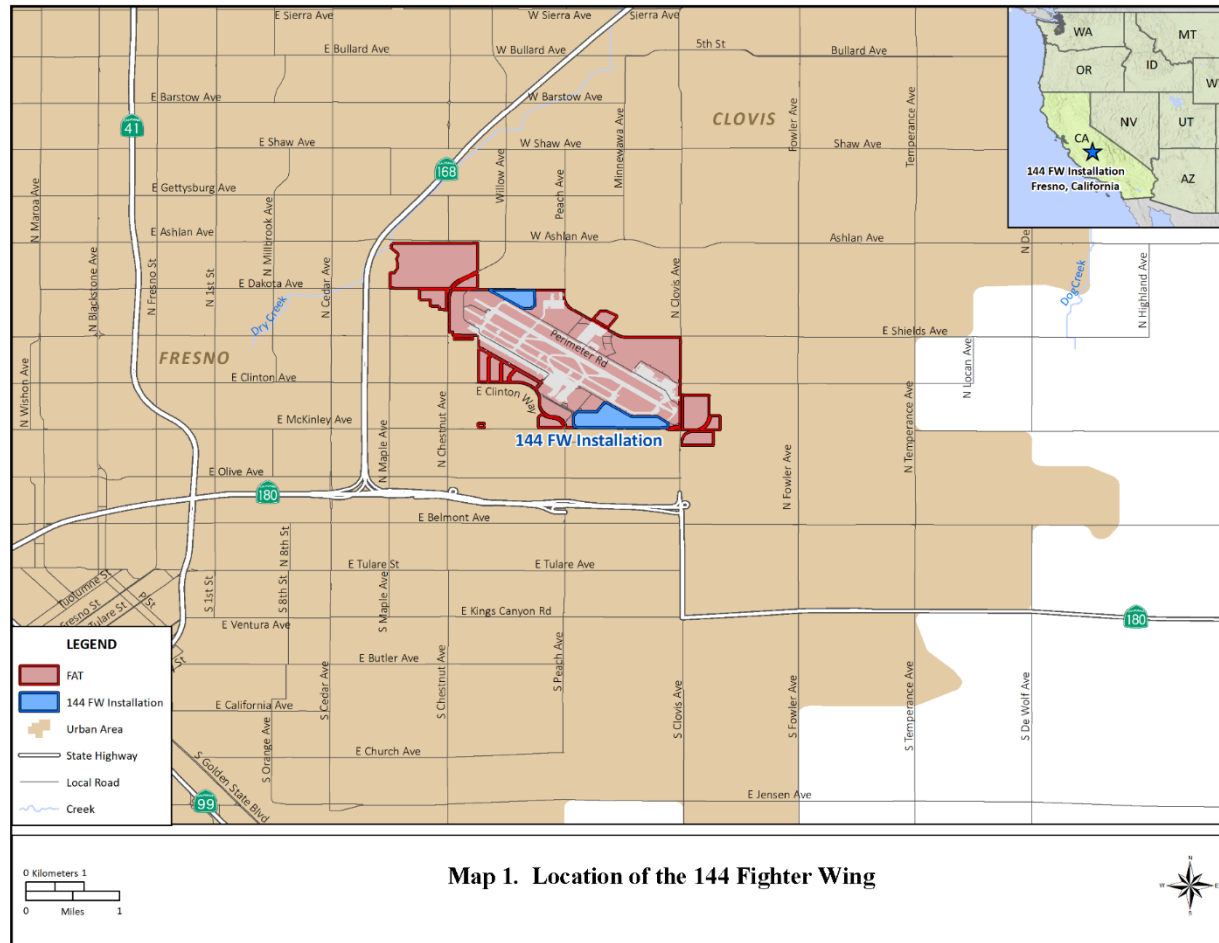 E Sierra Ave
W Sierra Ave
Sierra Ave
E Bullard Ave
W Bullard Ave
5th St
Bullard Ave
E Barstow Ave
W Barstow Ave
41
CLOVIS
E Shaw Ave
W Shaw Ave
Shaw Ave
168
E Gettysburg Ave
E Ashlan Ave
W Ashlan Ave
Ashlan Ave
E Dakota Ave
N Maroa Ave
N Blackstone Ave
N Fresno St
N 1st St
N Millbrook Ave
N Cedar Ave
Willow Ave
Peach Ave
Minnewawa Ave
N Clovis Ave
Fowler Ave
Temperance Ave
N De
Dog Creek
N Highland Ave
Dry Creek
FRESNO
Perimeter Rd
E Shields Ave
N Locan Ave
E Clinton Ave
E Clinton Way
N Wishon Ave
E McKinley Ave
N Maple Ave
N Chestnut Ave
144 FW Installation
N Fowler Ave
N Temperance Ave
E Olive Ave
180
E Belmont Ave
N 8th St
E Tulare St
E Tulare Ave
Tuolumne St
Fresno St
Tulare St
P St
St
S 1st St
S 8th St
S Maple Ave
E Kings Canyon Rd
180
E Ventura Ave
E Butler Ave
S Peach Ave
E California Ave
S Orange Ave
S Cedar Ave
S Chestnut Ave
S Clovis Ave
S Fowler Ave
S Temperance Ave
S De Wolf Ave
E Church Ave
S Golden State Blvd
99
E Jensen Ave
WA
MT
OR
ID
W
NV
UT
CA
AZ
144 FW Installation
Fresno, California
LEGEND
FAT
144 FW Installation
Urban Area
State Highway
Local Road
Creek
0 Kilometers 1
0 Miles 1
Map 1. Location of the 144 Fighter Wing
N
W
E
S